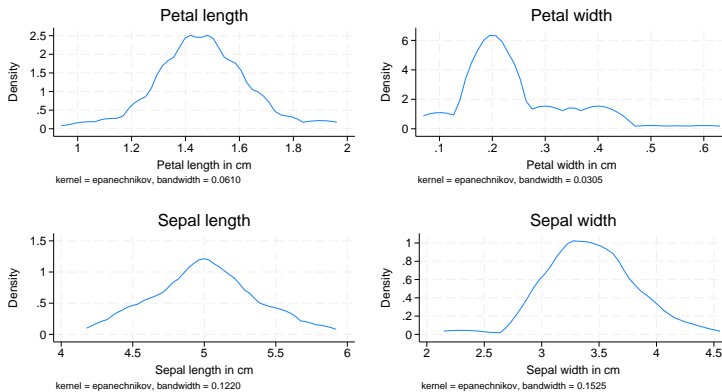 Petal length
Density
2.5
2
1.5
1
.5
0
1 1.2 1.4 1.6 1.8 2
Petal length in cm
kernel = epanechnikov, bandwidth = 0.0610
Petal width
Density
6
4
2
0
.1 .2 .3 .4 .5 .6
Petal width in cm
kernel = epanechnikov, bandwidth = 0.0305
Sepal length
Density
1.5
1
.5
0
4 4.5 5 5.5 6
Sepal length in cm
kernel = epanechnikov, bandwidth = 0.1220
Sepal width
Density
1
.8
.6
.4
.2
0
2 2.5 3 3.5 4 4.5
Sepal width in cm
kernel = epanechnikov, bandwidth = 0.1525